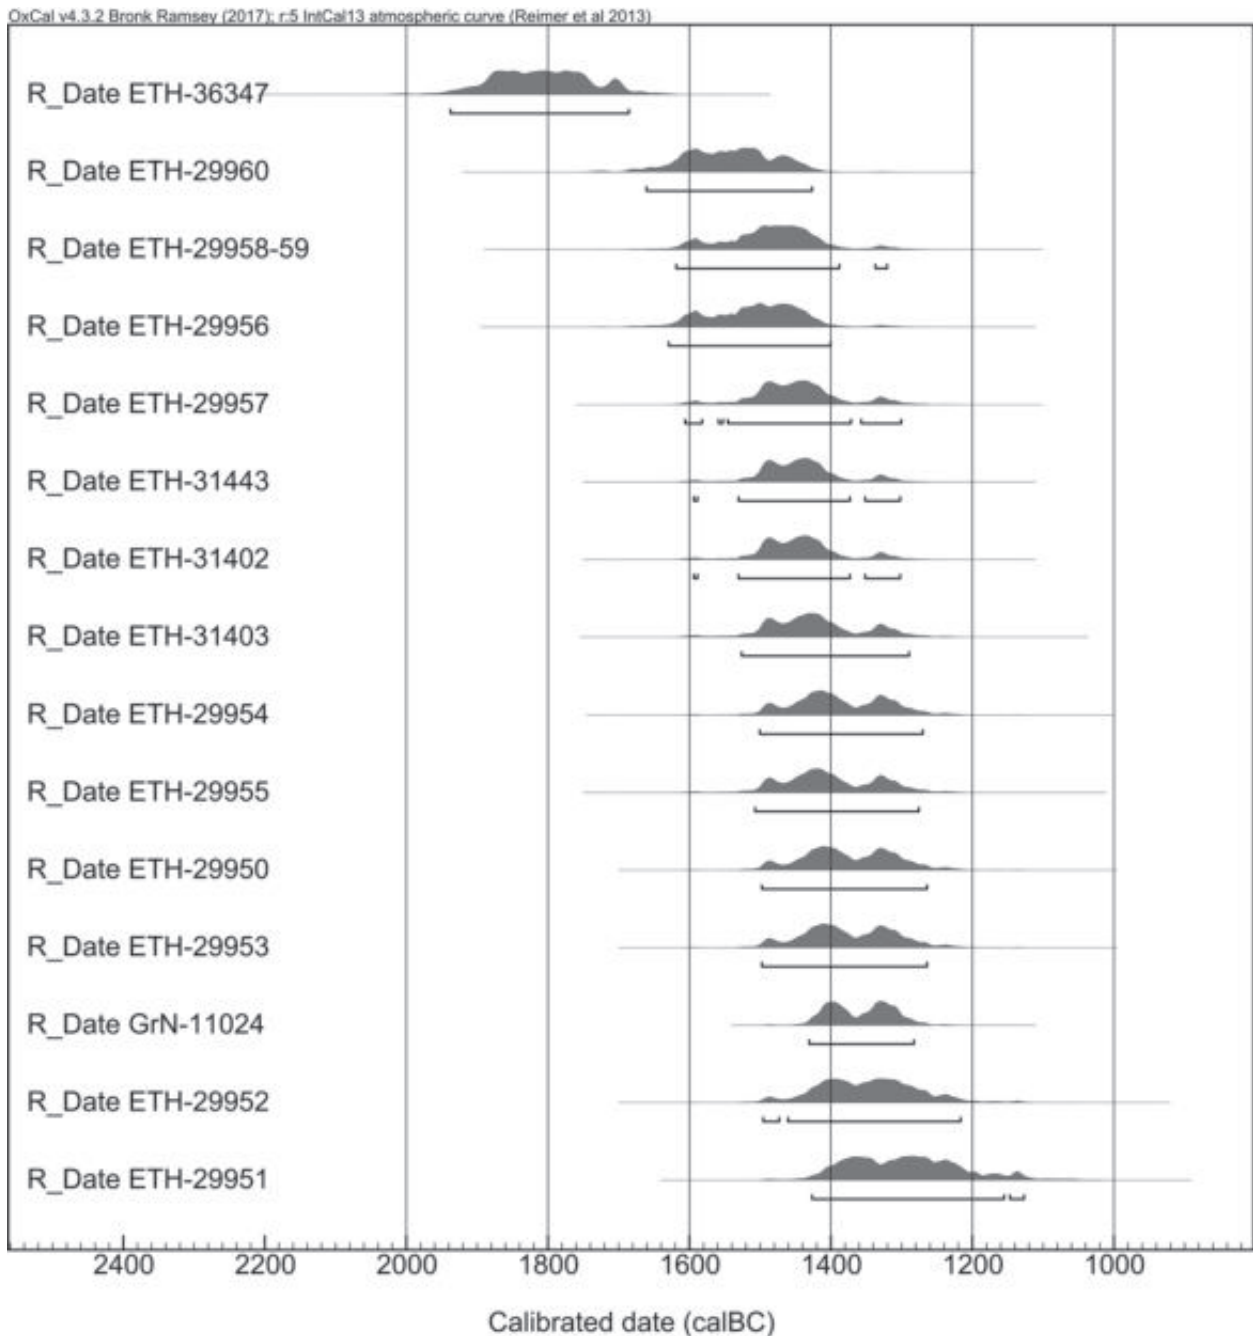 OxCal v4.3.2 Bronk Ramsey (2017); r:5 IntCal13 atmospheric curve (Reimer et al 2013)
R_Date ETH-36347
R_Date ETH-29960
R_Date ETH-29958-59
R_Date ETH-29956
R_Date ETH-29957
R_Date ETH-31443
R_Date ETH-31402
R_Date ETH-31403
R_Date ETH-29954
R_Date ETH-29955
R_Date ETH-29950
R_Date ETH-29953
R_Date GrN-11024
R_Date ETH-29952
R_Date ETH-29951
2400 2200 2000 1800 1600 1400 1200 1000
Calibrated date (calBC)